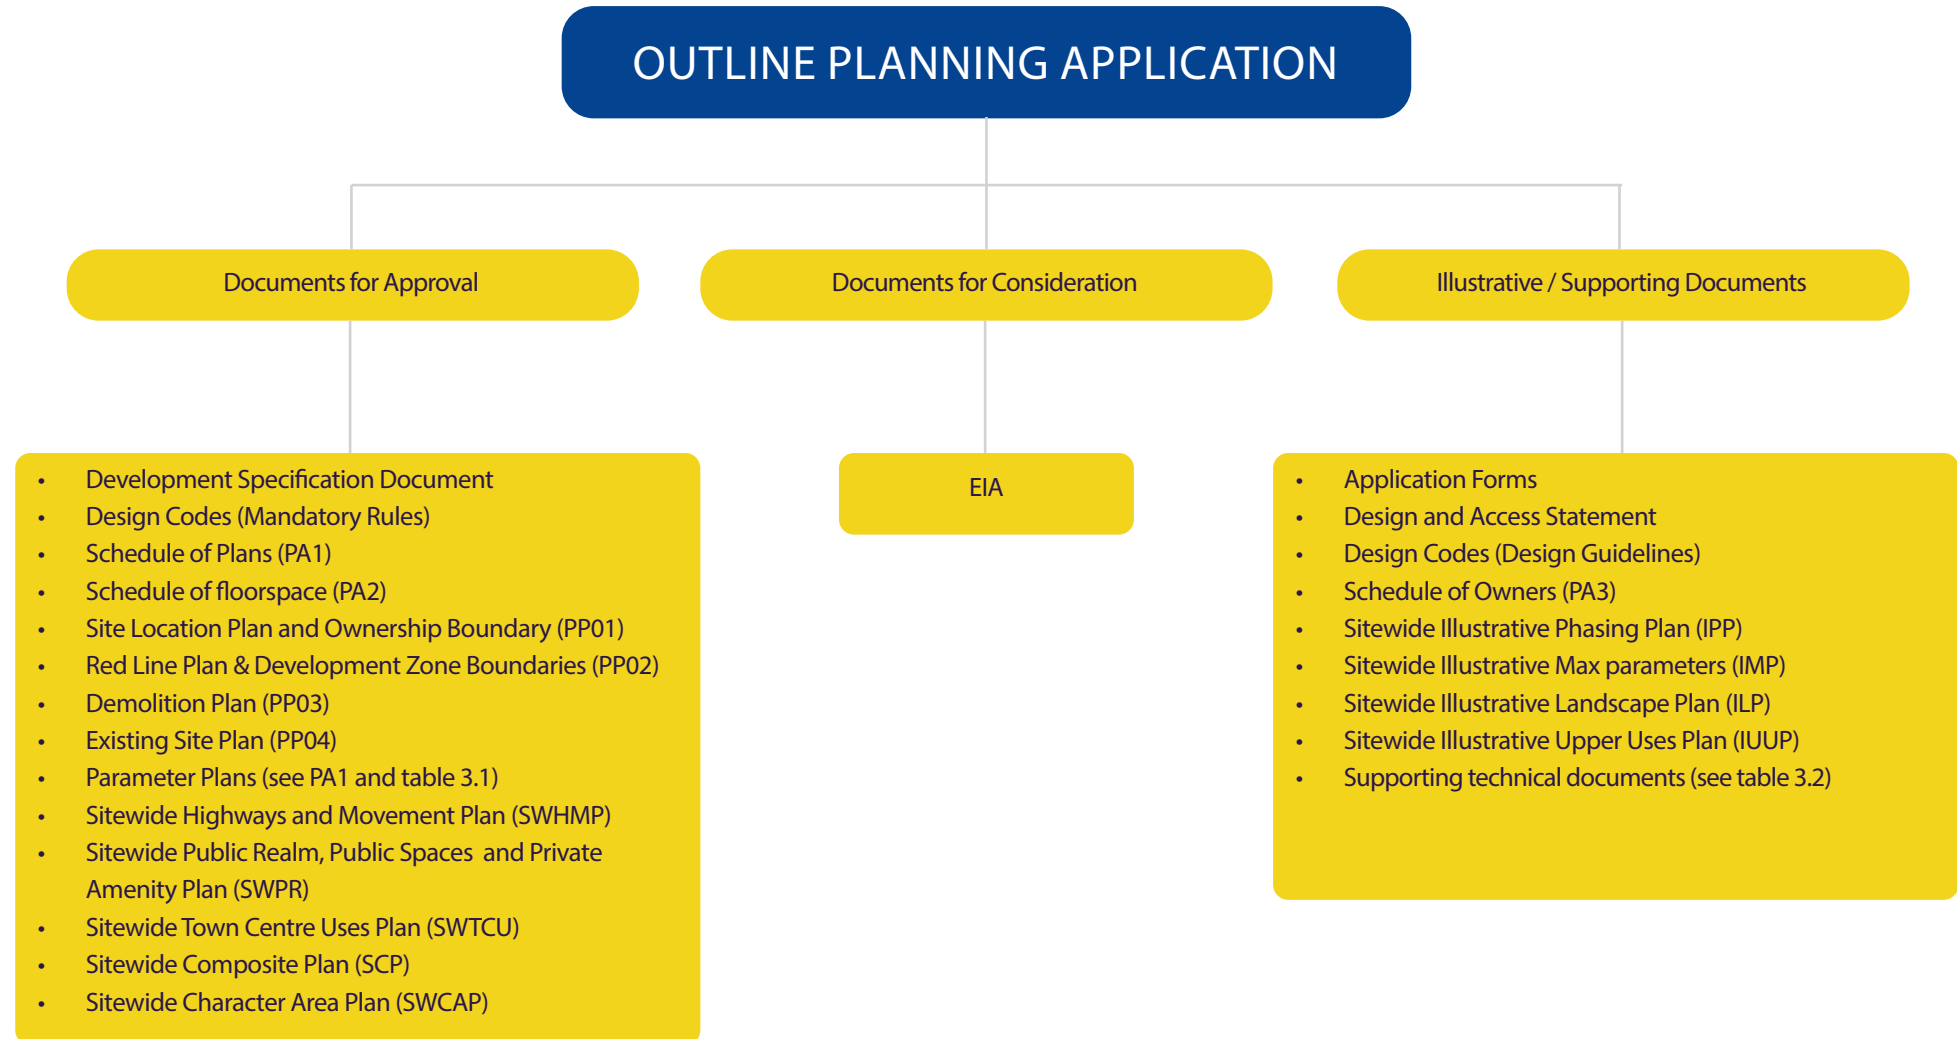 OUTLINE PLANNING APPLICATION
Documents for Approval
Documents for Consideration
Illustrative / Supporting Documents
• Development Specification Document
• Design Codes (Mandatory Rules)
• Schedule of Plans (PA1)
• Schedule of floorspace (PA2)
• Site Location Plan and Ownership Boundary (PP01)
• Red Line Plan & Development Zone Boundaries (PP02)
• Demolition Plan (PP03)
• Existing Site Plan (PP04)
• Parameter Plans (see PA1 and table 3.1)
• Sitewide Highways and Movement Plan (SWHMP)
• Sitewide Public Realm, Public Spaces and Private
Amenity Plan (SWPR)
• Sitewide Town Centre Uses Plan (SWTCU)
• Sitewide Composite Plan (SCP)
• Sitewide Character Area Plan (SWCAP)
EIA
• Application Forms
• Design and Access Statement
• Design Codes (Design Guidelines)
• Schedule of Owners (PA3)
• Sitewide Illustrative Phasing Plan (IPP)
• Sitewide Illustrative Max parameters (IMP)
• Sitewide Illustrative Landscape Plan (ILP)
• Sitewide Illustrative Upper Uses Plan (IUUP)
• Supporting technical documents (see table 3.2)